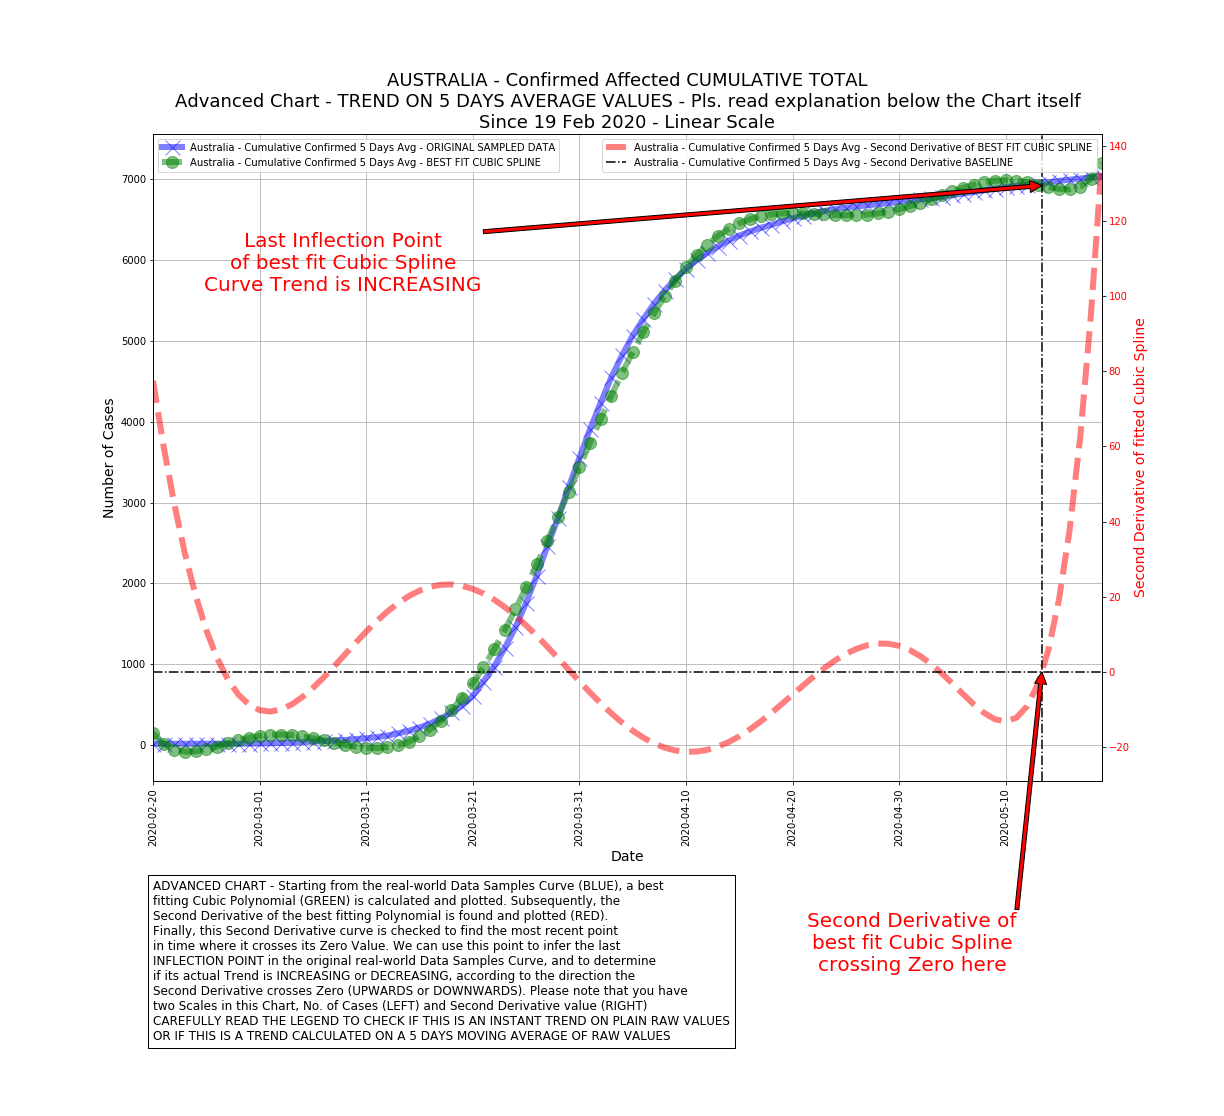 AUSTRALIA - Confirmed Affected CUMULATIVE TOTAL
Advanced Chart - TREND ON 5 DAYS AVERAGE VALUES - Pls. read explanation below the Chart itself
Since 19 Feb 2020 - Linear Scale
Australia - Cumulative Confirmed 5 Days Avg - ORIGINAL SAMPLED DATA
Australia - Cumulative Confirmed 5 Days Avg - BEST FIT CUBIC SPLINE
Australia - Cumulative Confirmed 5 Days Avg - Second Derivative of BEST FIT CUBIC SPLINE
Australia - Cumulative Confirmed 5 Days Avg - Second Derivative BASELINE
Last Inflection Point
of best fit Cubic Spline
Curve Trend is INCREASING
Number of Cases
7000
6000
5000
4000
3000
2000
1000
0
140
120
100
80
60
40
20
0
−20
Second Derivative of fitted Cubic Spline
2020-02-20
2020-03-01
2020-03-11
2020-03-21
2020-03-31
2020-04-10
2020-04-20
2020-04-30
2020-05-10
Date
Second Derivative of
best fit Cubic Spline
crossing Zero here
ADVANCED CHART - Starting from the real-world Data Samples Curve (BLUE), a best
fitting Cubic Polynomial (GREEN) is calculated and plotted. Subsequently, the
Second Derivative of the best fitting Polynomial is found and plotted (RED).
Finally, this Second Derivative curve is checked to find the most recent point
in time where it crosses its Zero Value. We can use this point to infer the last
INFLECTION POINT in the original real-world Data Samples Curve, and to determine
if its actual Trend is INCREASING or DECREASING, according to the direction the
Second Derivative crosses Zero (UPWARDS or DOWNWARDS). Please note that you have
two Scales in this Chart, No. of Cases (LEFT) and Second Derivative value (RIGHT)
CAREFULLY READ THE LEGEND TO CHECK IF THIS IS AN INSTANT TREND ON PLAIN RAW VALUES
OR IF THIS IS A TREND CALCULATED ON A 5 DAYS MOVING AVERAGE OF RAW VALUES